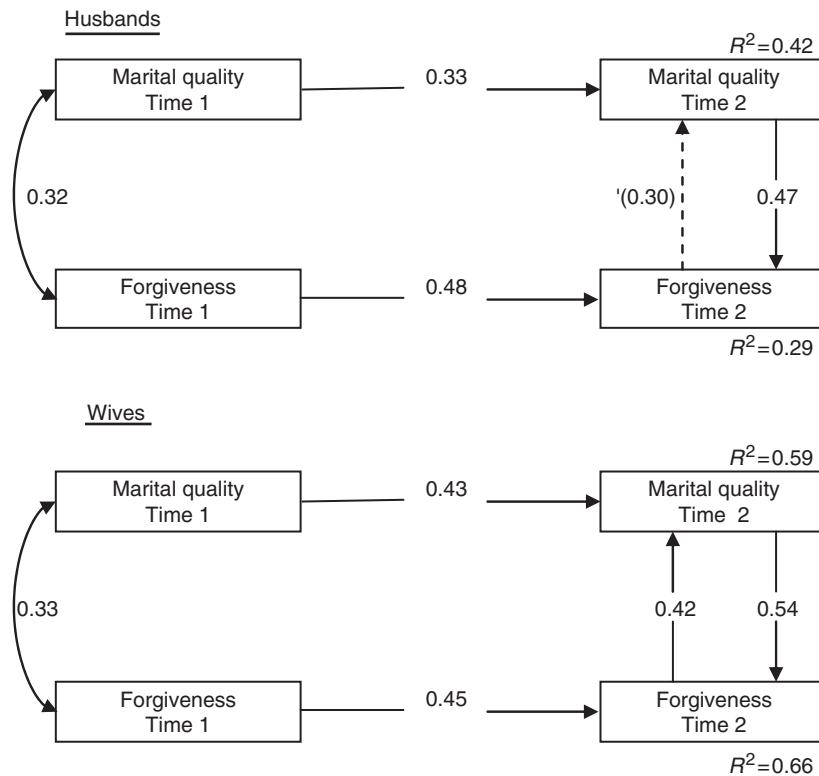 Husbands
R²=0.42
Marital quality
Time 1
0.33
Marital quality
Time 2
0.32
'(0.30)
0.47
Forgiveness
Time 1
0.48
Forgiveness
Time 2
R²=0.29
Wives
R²=0.59
Marital quality
Time 1
0.43
Marital quality
Time 2
0.33
0.42
0.54
Forgiveness
Time 1
0.45
Forgiveness
Time 2
R²=0.66